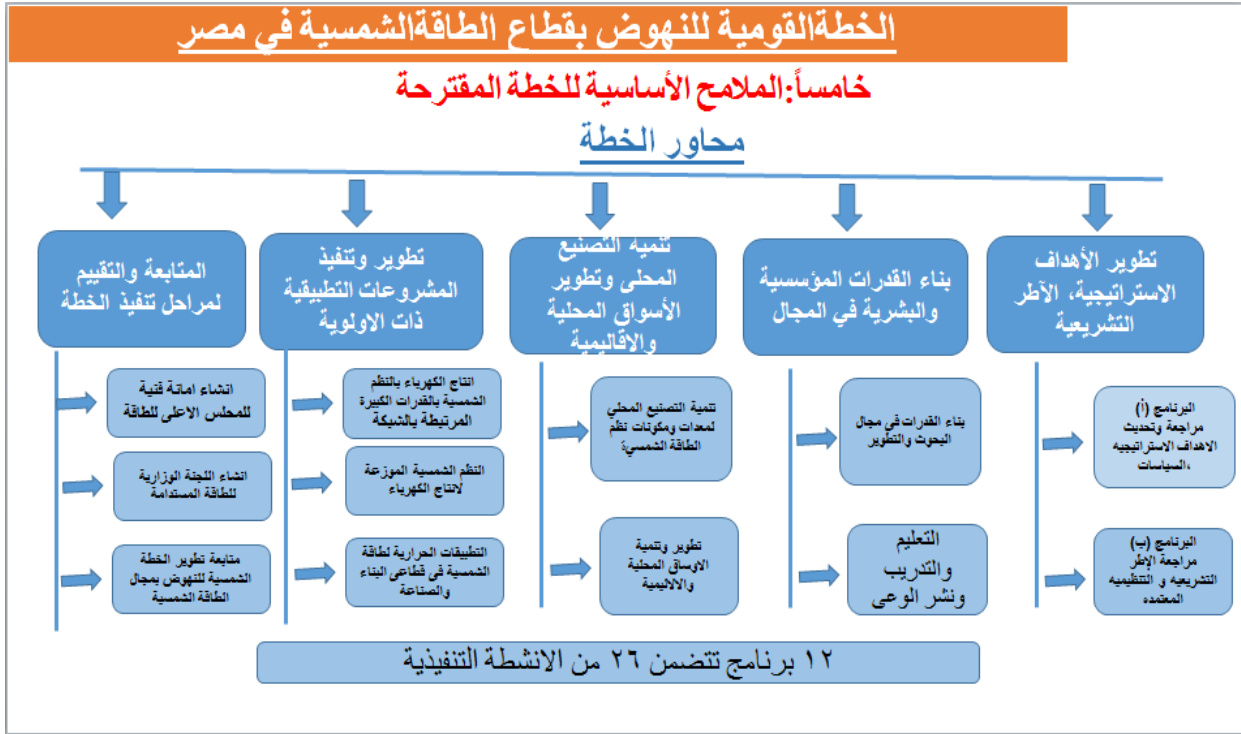 الخطةالقومية للنهوض بقطاع الطاقةالشمسية في مصر
خامساً:الملامح الأساسية للخطة المقترحة
محاور الخطة
تطوير الأهداف
الاستراتيجية، الآطر
التشريعية
البرنامج (أ)
مراجعة وتحديث
الاهداف الاستراتيجيه
،السياسات
البرنامج (ب)
مراجعة الإطر
التشريعيه و التنظيميه
المعتمده
بناء القدرات المؤسسية
والبشرية في المجال
بناء القدرات في مجال
البحوث والتطوير
التعليم
والتدريب
ونشر الوعى
تنمية التصنيع
المحلى وتطوير
الأسواق المحلية
والاقاليمية
تنمية التصنيع المحلي
لمعدات ومكونات نظم
الطاقة الشمسية
تطوير وتنمية
الاوساق المحلية
والااليمية
تطوير وتنفيذ
المشروعات التطبيقية
ذات الاولوية
انتاج الكهرباء بالنظم
الشمسية بالقدرات الكبيرة
المرتبطة بالشبكة
النظم الشمسية الموزعة
لانتاج الكهرباء
التطبيقات الحرارية لطاقة
الشمسية فى قطاعى البناء
والصناعة
المتابعة والتقييم
لمراحل تنفيذ الخطة
انشاء امانة فنية
للمجلس الاعلى للطاقة
انشاء اللجنة الوزارية
للطاقة المستدامة
متابعة تطوير الخطة
الشمسية للنهوض بمجال
الطاقة الشمسية
١٢ برنامج تتضمن ٢٦ من الانشطة التنفيذية